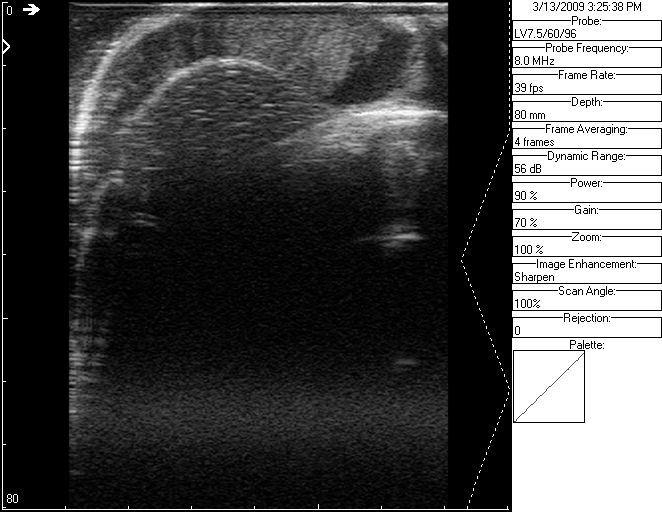 0
80
3/13/2009 3:25:38 PM
Probe:
LV7.5/60/96
Probe Frequency:
8.0 MHz
Frame Rate:
39 fps
Depth:
80 mm
Frame Averaging:
4 frames
Dynamic Range:
56 dB
Power:
90 %
Gain:
70 %
Zoom:
100 %
Image Enhancement:
Sharpen
Scan Angle:
100%
Rejection:
0
Palette: